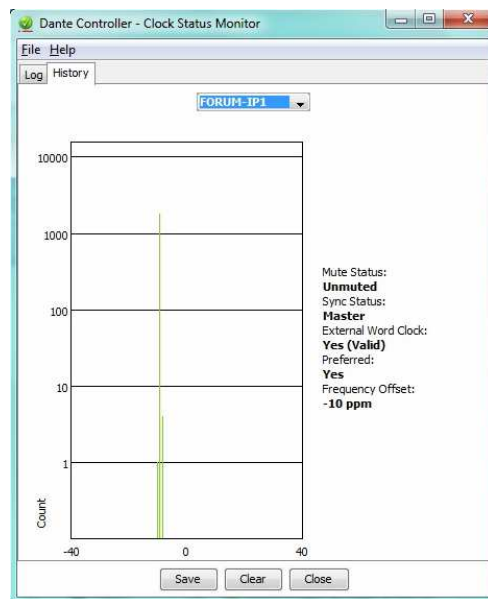 Dante Controller - Clock Status Monitor
File Help
Log History
FORUM-IP1
10000
1000
100
10
1
Count
-40 0 40
Mute Status:
Unmuted
Sync Status:
Master
External Word Clock:
Yes (Valid)
Preferred:
Yes
Frequency Offset:
-10 ppm
Save Clear Close